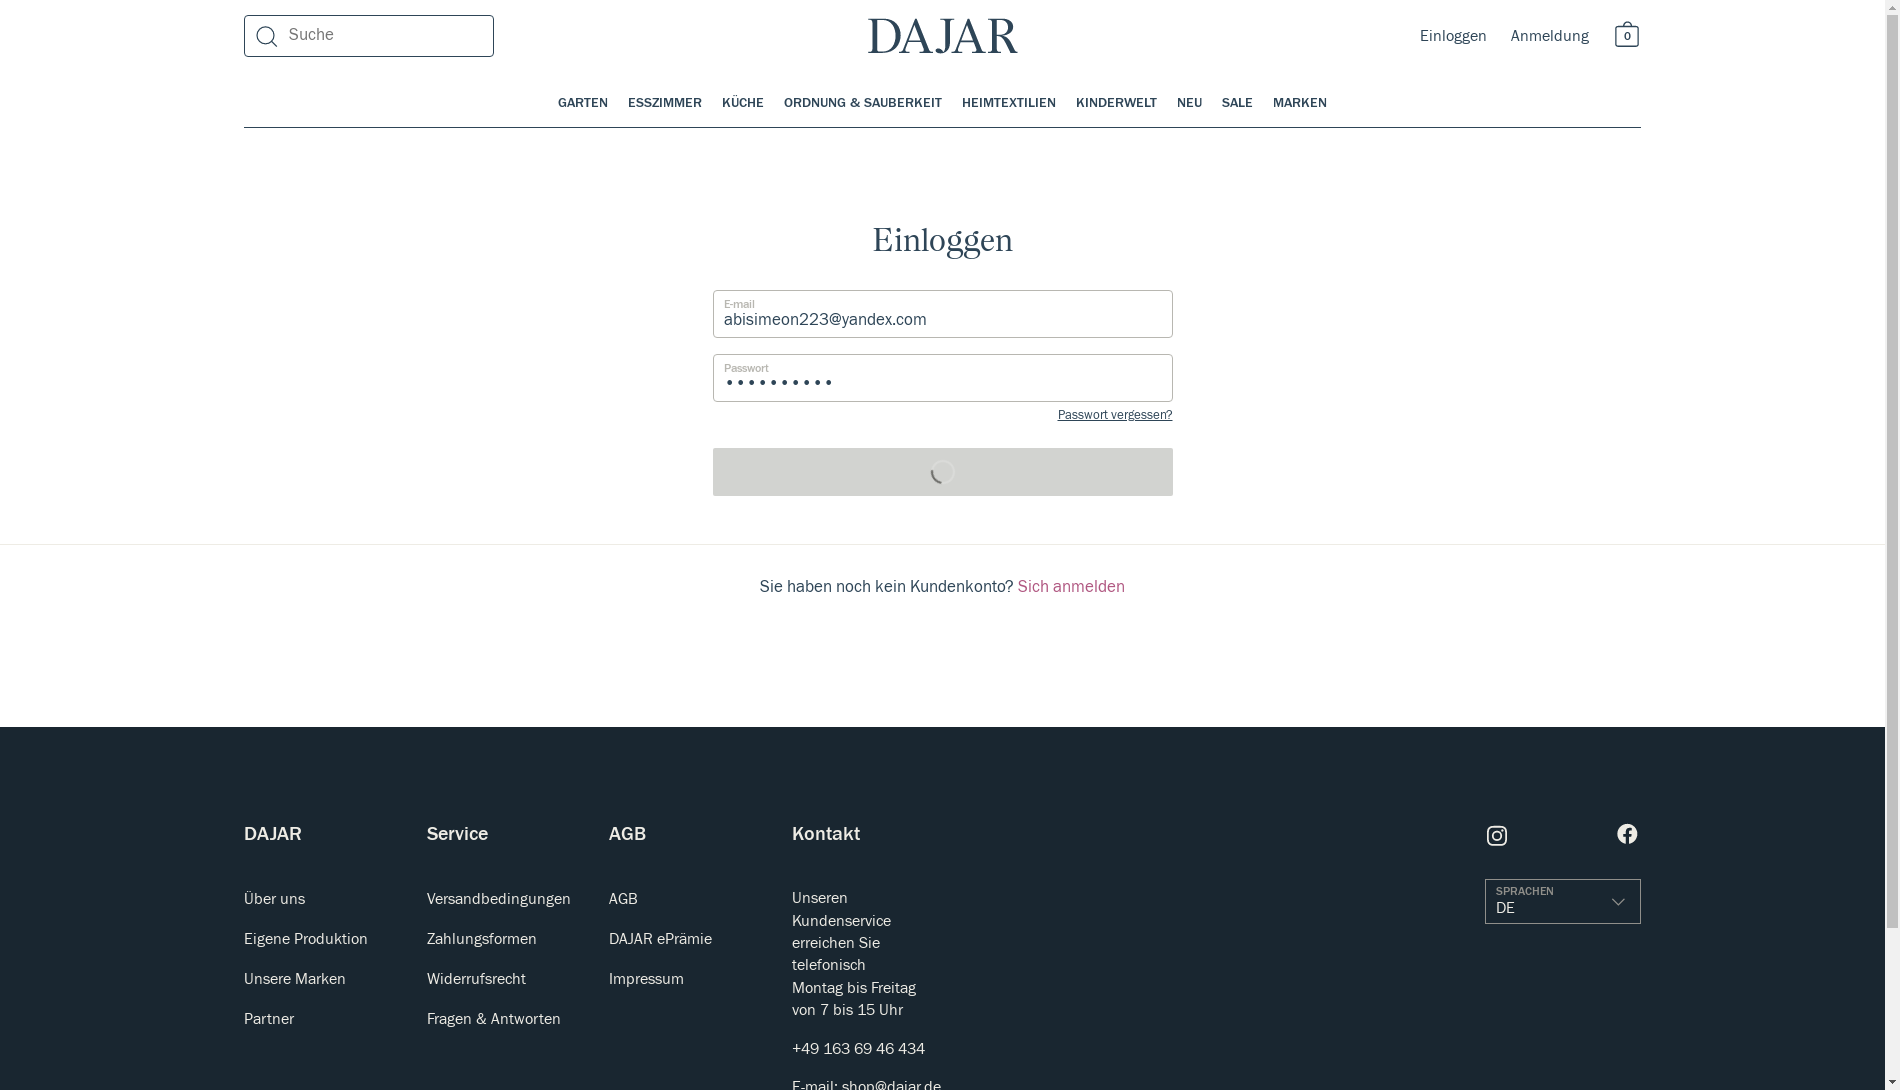 Suche
DAJAR
Einloggen
Anmeldung
0
GARTEN
ESSZIMMER
KÜCHE
ORDNUNG & SAUBERKEIT
HEIMTEXTILIEN
KINDERWELT
NEU
SALE
MARKEN
Einloggen
E-mail
abisimeon223@yandex.com
Passwort
••••••••••
Passwort vergessen?
Sie haben noch kein Kundenkonto? Sich anmelden
DAJAR
Über uns
Eigene Produktion
Unsere Marken
Partner
Service
Versandbedingungen
Zahlungsformen
Widerrufsrecht
Fragen & Antworten
AGB
AGB
DAJAR ePrämie
Impressum
Kontakt
Unseren
Kundenservice
erreichen Sie
telefonisch
Montag bis Freitag
von 7 bis 15 Uhr
+49 163 69 46 434
E-mail: shop@dajar.de
SPRACHEN
DE